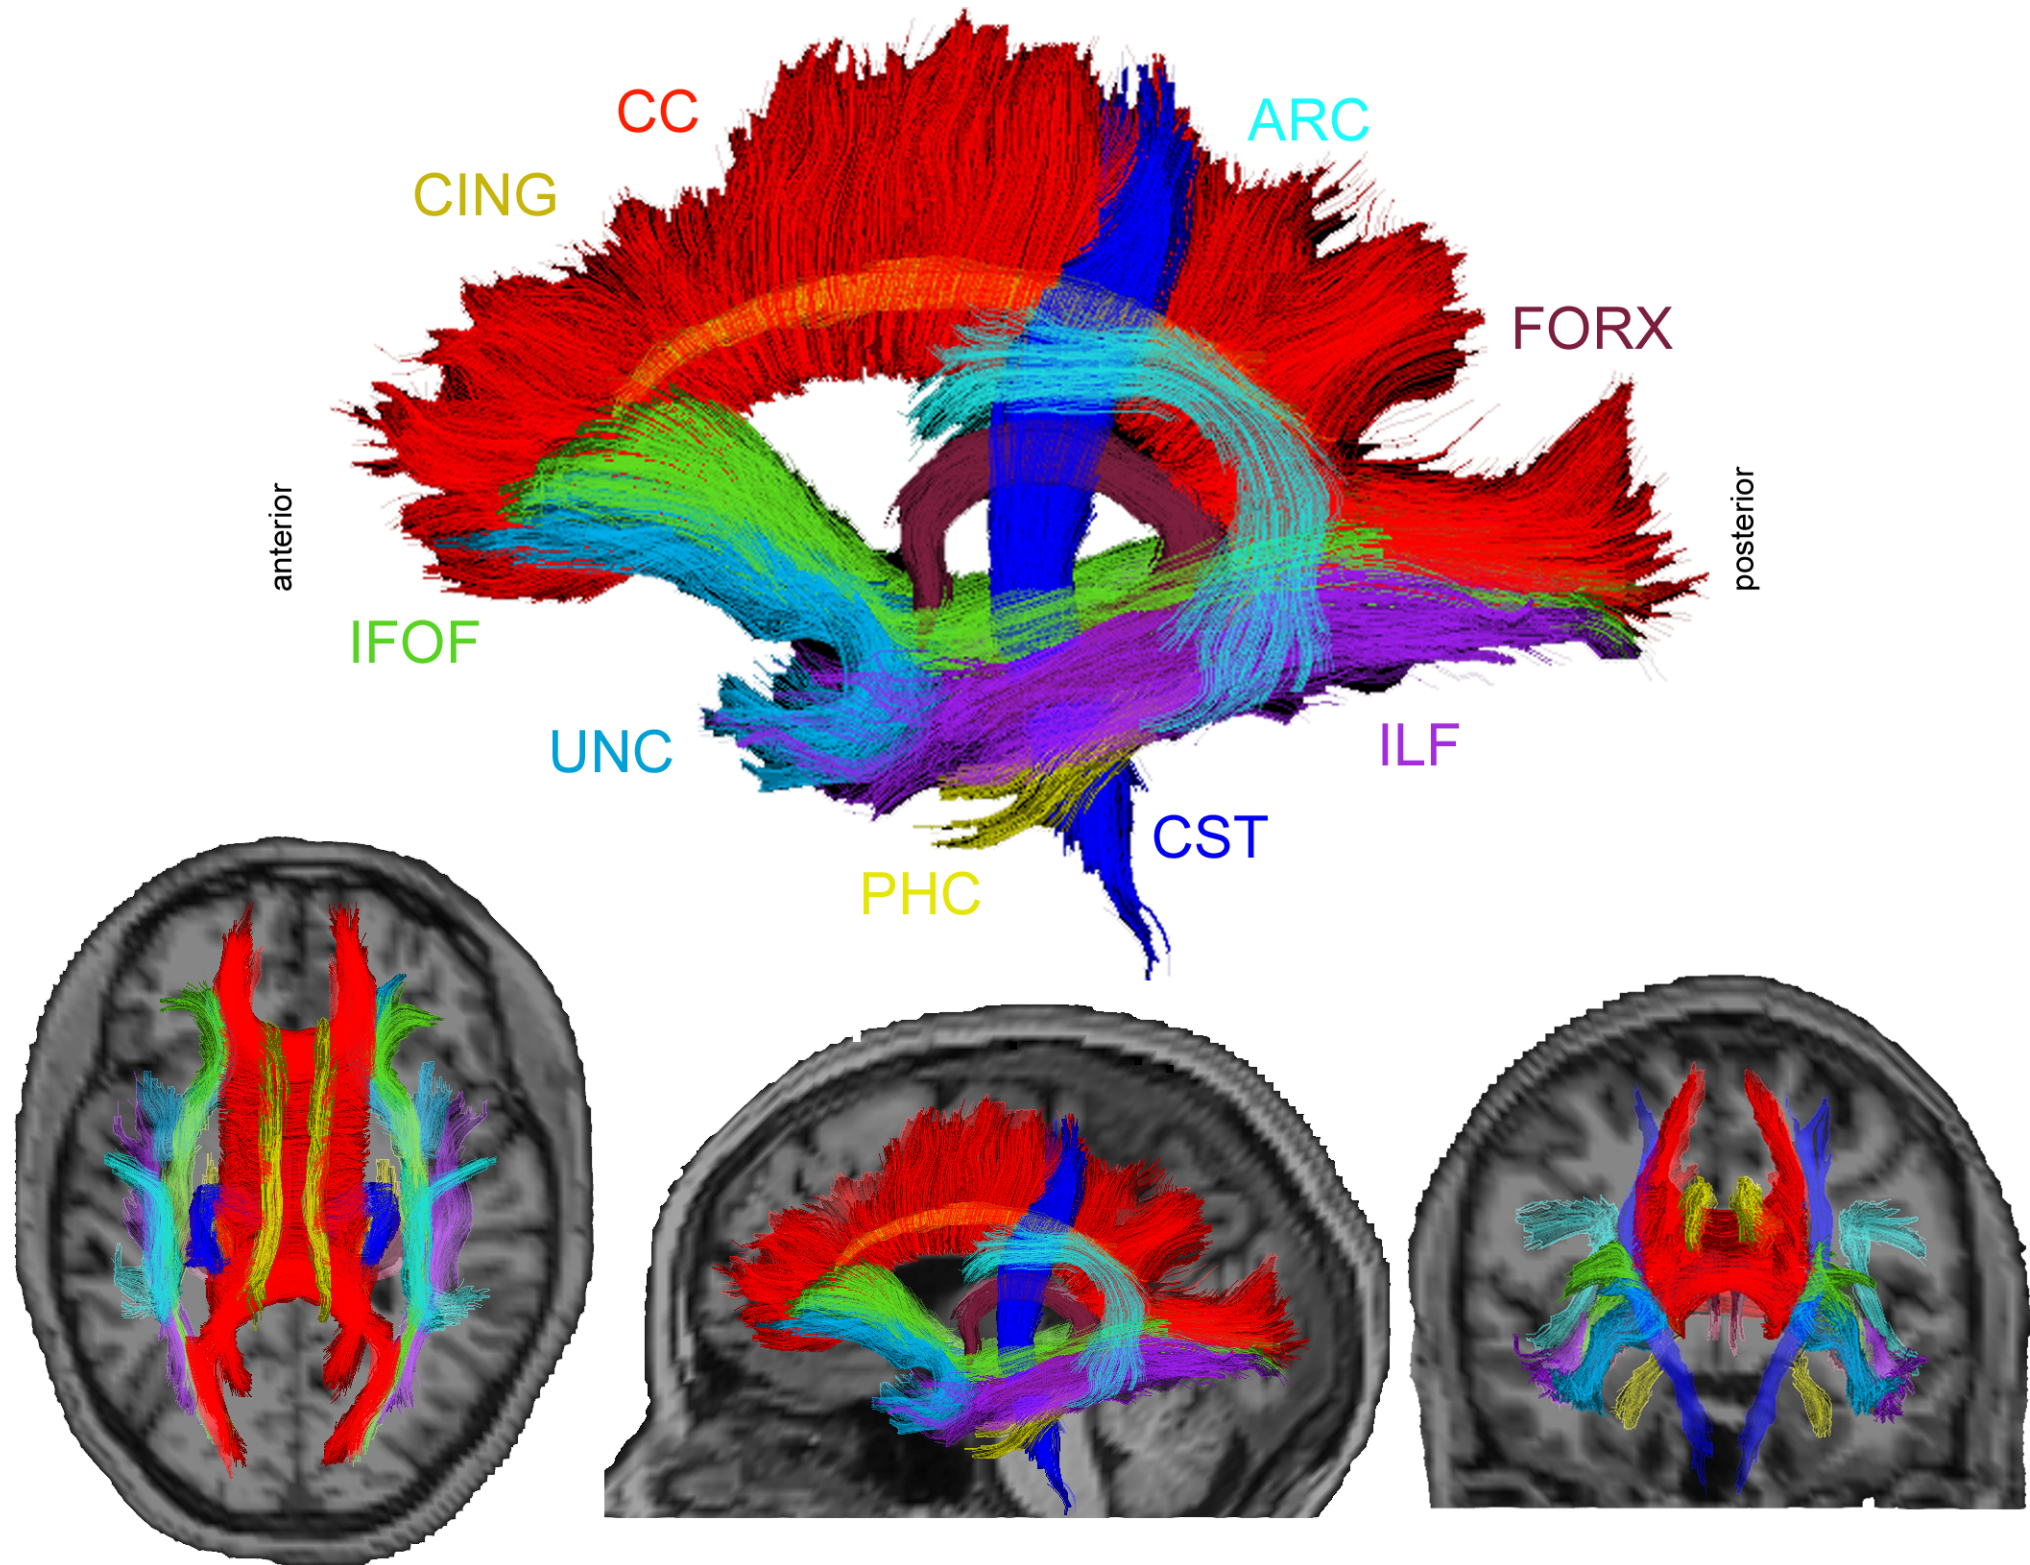 CC
ARC
CING
FORX
anterior
posterior
IFOF
UNC
ILF
CST
PHC